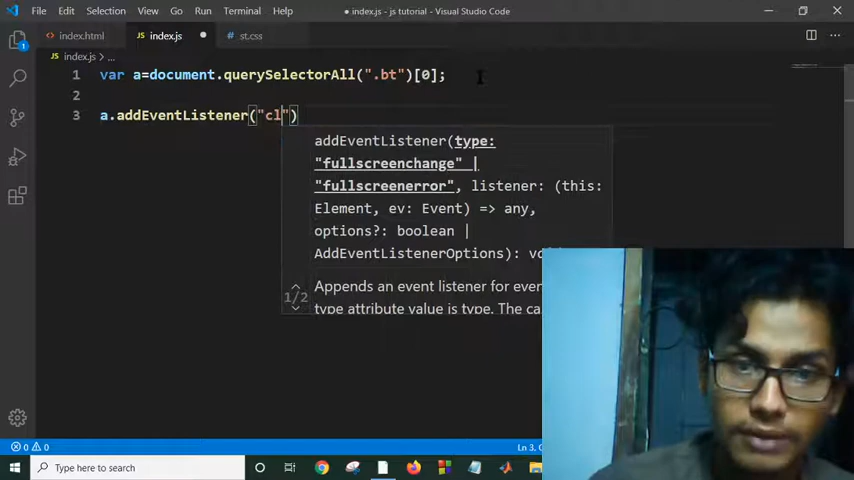 File Edit Selection View Go Run Terminal Help
● index.js - js tutorial - Visual Studio Code
index.html
index.js
st.css
index.js > ...
1 var a=document.querySelectorAll(".bt")[0];
2
3 a.addEventListener("cl")
addEventListener(type:
"fullscreenchange" |
"fullscreenerror", listener: (this:
Element, ev: Event) => any,
options?: boolean |
AddEventListenerOptions):
1/2
Appends an event listener for
type attribute value is type. The
1
0 0
Ln 3,
Type here to search